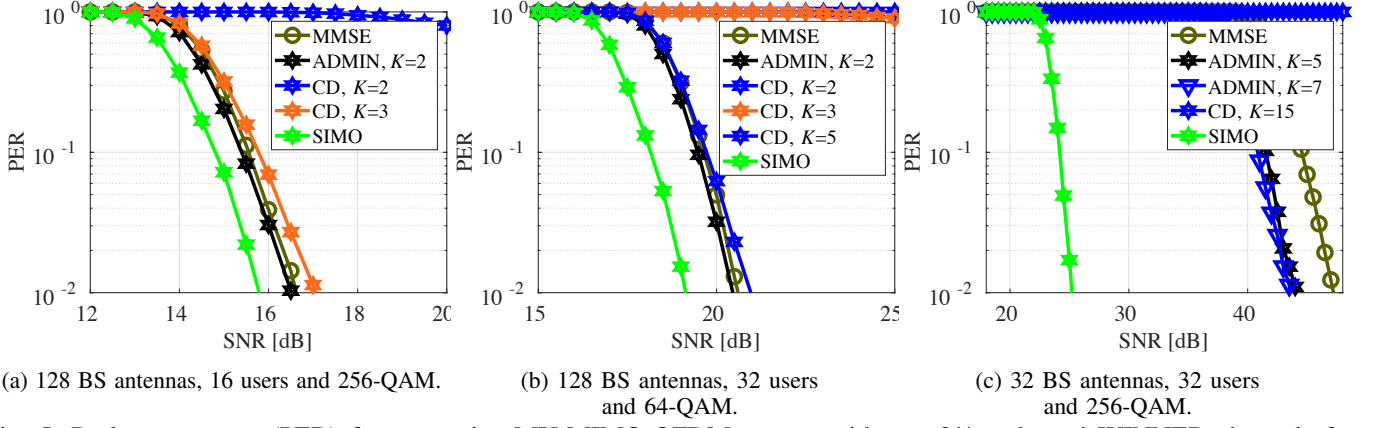 10 0
10 -1
10 -2
PER
12 14 16 18 20
SNR [dB]
MMSE
ADMIN, K=2
CD, K=2
CD, K=3
SIMO
(a) 128 BS antennas, 16 users and 256-QAM.
10 0
10 -1
10 -2
PER
15 20 25
SNR [dB]
MMSE
ADMIN, K=2
CD, K=2
CD, K=3
CD, K=5
SIMO
(b) 128 BS antennas, 32 users
and 64-QAM.
10 0
10 -1
10 -2
PER
20 30 40
SNR [dB]
MMSE
ADMIN, K=5
ADMIN, K=7
CD, K=15
SIMO
(c) 32 BS antennas, 32 users
and 256-QAM.